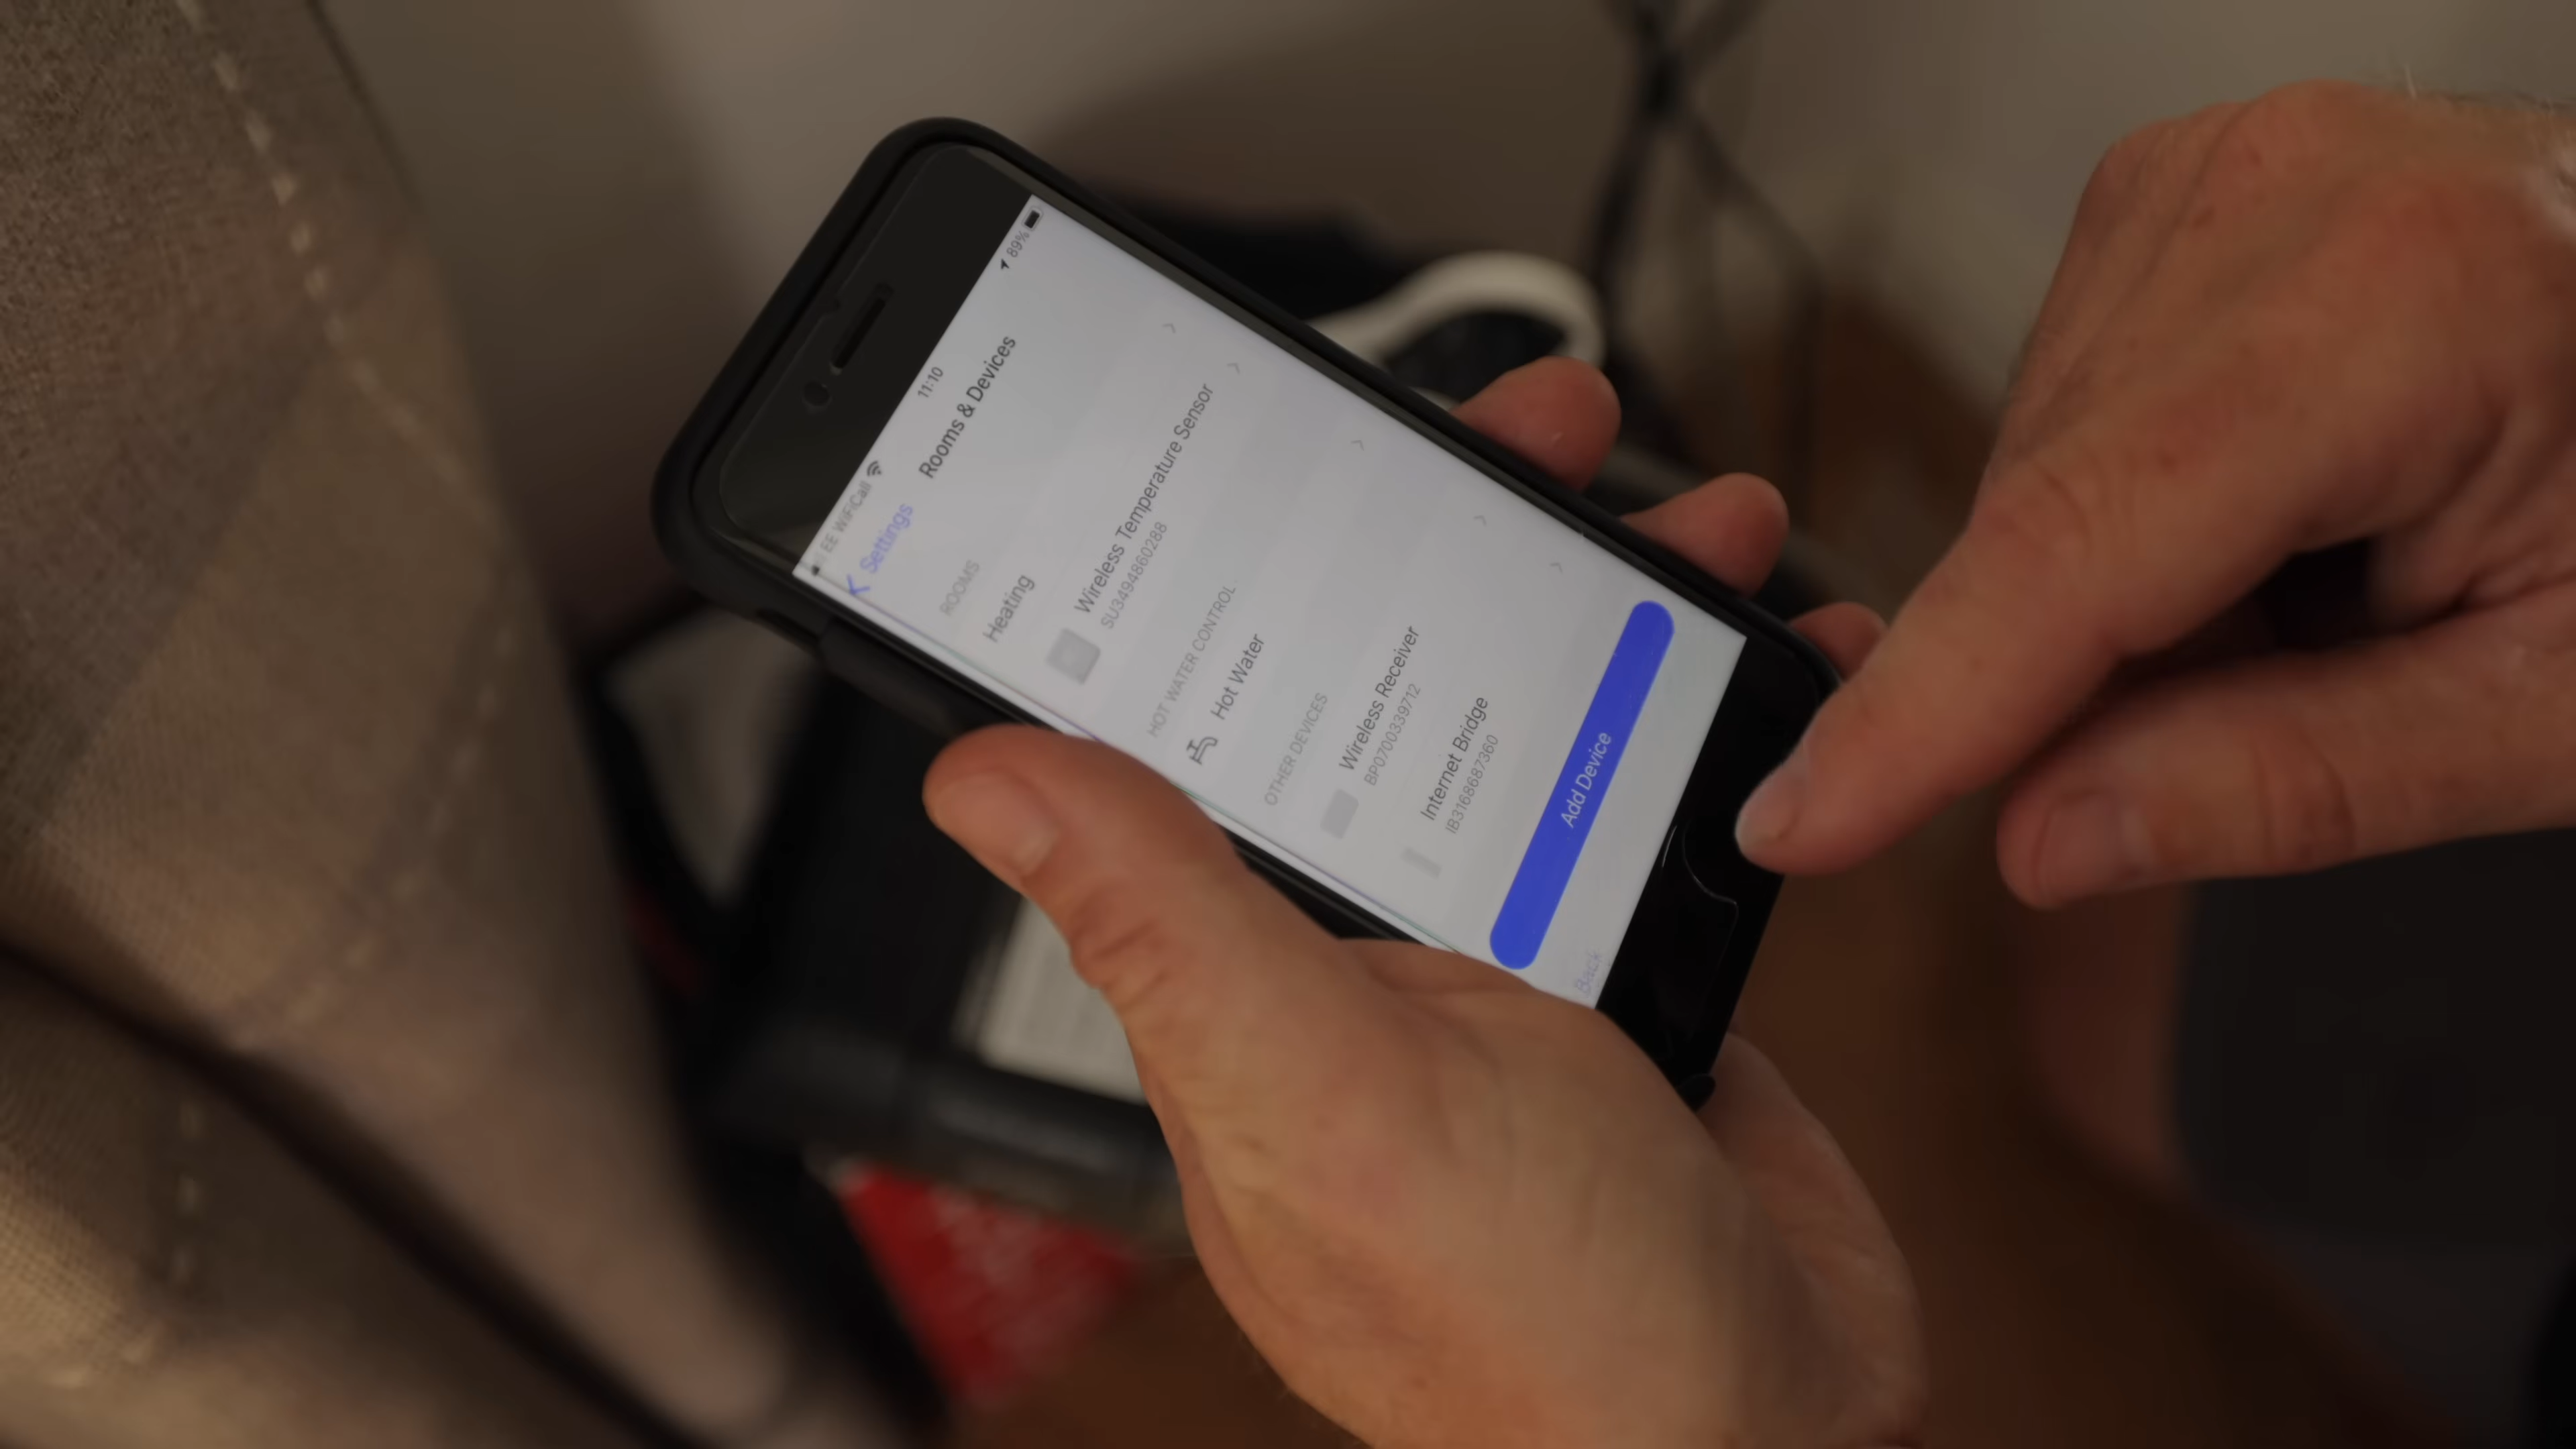 EE WiFiCall 11:10 89%
Settings Rooms & Devices
ROOMS
Heating
Wireless Temperature Sensor
SU3494860288
HOT WATER CONTROL
Hot Water
OTHER DEVICES
Wireless Receiver
BP0700339712
Internet Bridge
IB3168687360
Add Device
Back